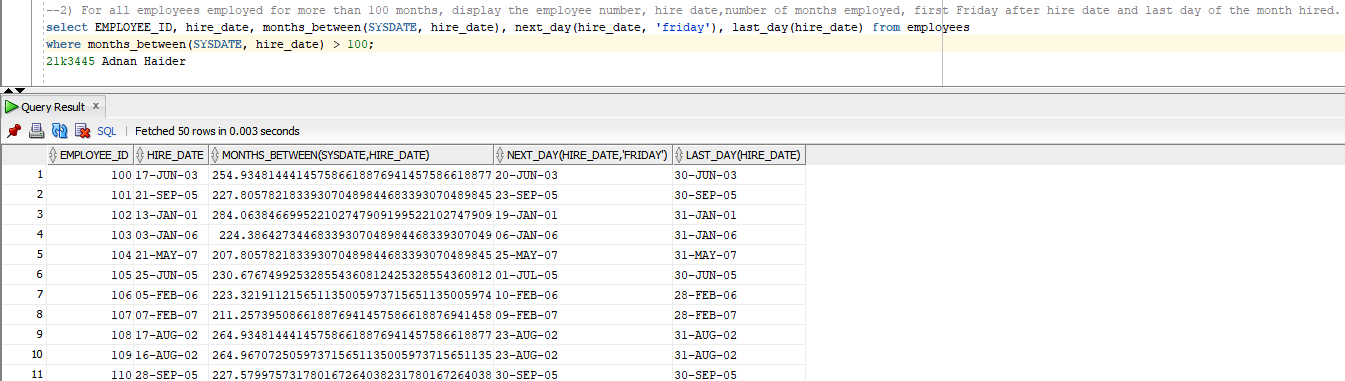 --2) For all employees employed for more than 100 months, display the employee number, hire date,number of months employed, first Friday after hire date and last day of the month hired.
select EMPLOYEE_ID, hire_date, months_between(SYSDATE, hire_date), next_day(hire_date, 'friday'), last_day(hire_date) from employees
where months_between(SYSDATE, hire_date) > 100;
21k3445 Adnan Haider
Query Result x
SQL | Fetched 50 rows in 0.003 seconds
EMPLOYEE_ID HIRE_DATE MONTHS_BETWEEN(SYSDATE,HIRE_DATE) NEXT_DAY(HIRE_DATE,'FRIDAY') LAST_DAY(HIRE_DATE)
1 100 17-JUN-03 254.934814441457586618876941457586618877 20-JUN-03 30-JUN-03
2 101 21-SEP-05 227.805782183393070489844683393070489845 23-SEP-05 30-SEP-05
3 102 13-JAN-01 284.063846699522102747909199522102747909 19-JAN-01 31-JAN-01
4 103 03-JAN-06 224.38642734468339307048984468339307049 06-JAN-06 31-JAN-06
5 104 21-MAY-07 207.805782183393070489844683393070489845 25-MAY-07 31-MAY-07
6 105 25-JUN-05 230.676749925328554360812425328554360812 01-JUL-05 30-JUN-05
7 106 05-FEB-06 223.321911215651135005973715651135005974 10-FEB-06 28-FEB-06
8 107 07-FEB-07 211.257395086618876941457586618876941458 09-FEB-07 28-FEB-07
9 108 17-AUG-02 264.934814441457586618876941457586618877 23-AUG-02 31-AUG-02
10 109 16-AUG-02 264.967072505973715651135005973715651135 23-AUG-02 31-AUG-02
11 110 28-SEP-05 227.579975731780167264038231780167264038 30-SEP-05 30-SEP-05